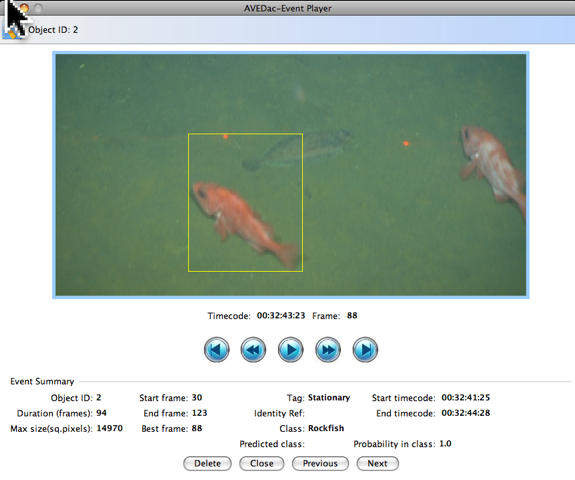 AVEDac-Event Player
Object ID: 2
Timecode: 00:32:43:23 Frame: 88
Event Summary
Object ID: 2 Start frame: 30 Tag: Stationary Start timecode: 00:32:41:25
Duration (frames): 94 End frame: 123 Identity Ref: End timecode: 00:32:44:28
Max size(sq.pixels): 14970 Best frame: 88 Class: Rockfish
Predicted class: Probability in class: 1.0
Delete Close Previous Next